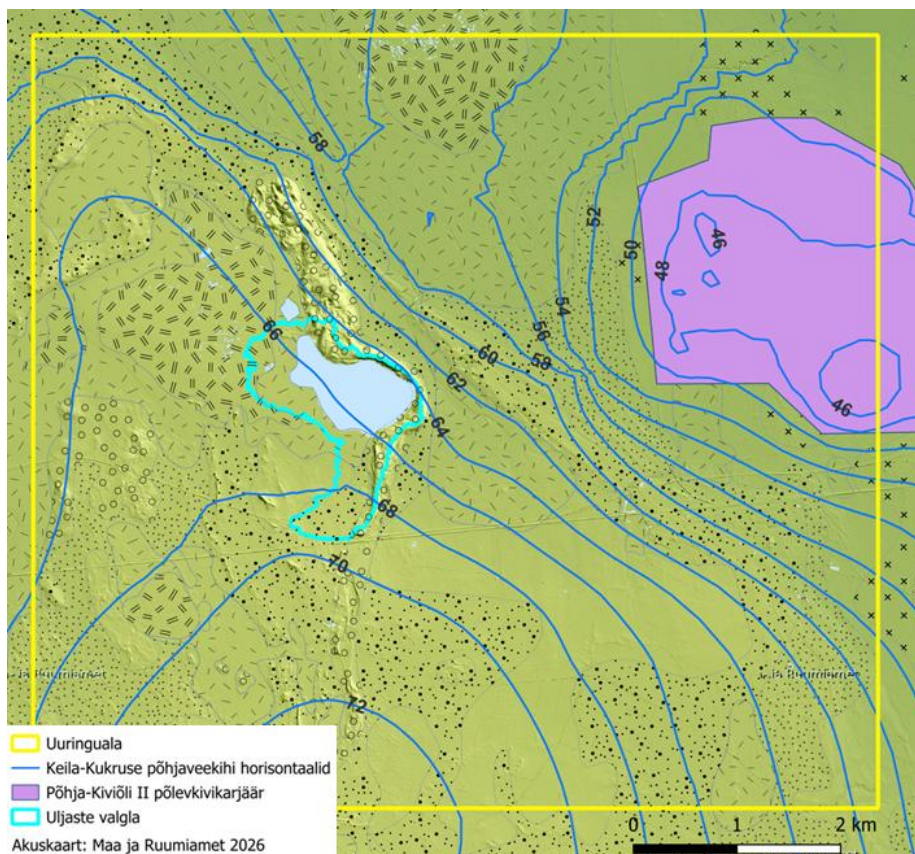 58
52
50
46
48
54
56
58
60
62
66
64
46
68
70
72
Uuringuala
Keila-Kukruse põhjaveekihi horisontaalid
Põhja-Kiviõli II põlevkivikarjäär
Uljaste valgla
Akuskaart: Maa ja Ruumiamet 2026
0 1 2 km